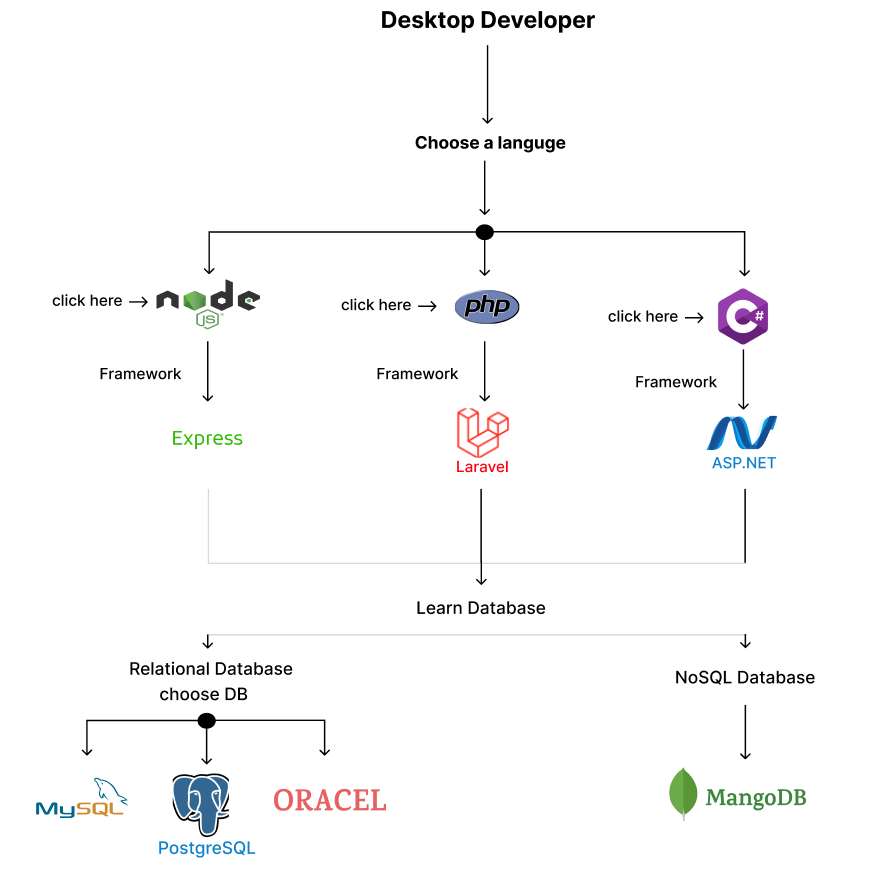 Desktop Developer
Choose a languge
click here
node
JS
click here
php
click here
C#
Framework
Framework
Framework
Express
Laravel
ASP.NET
Learn Database
Relational Database
choose DB
NoSQL Database
MySQL
PostgreSQL
ORACEL
MangoDB